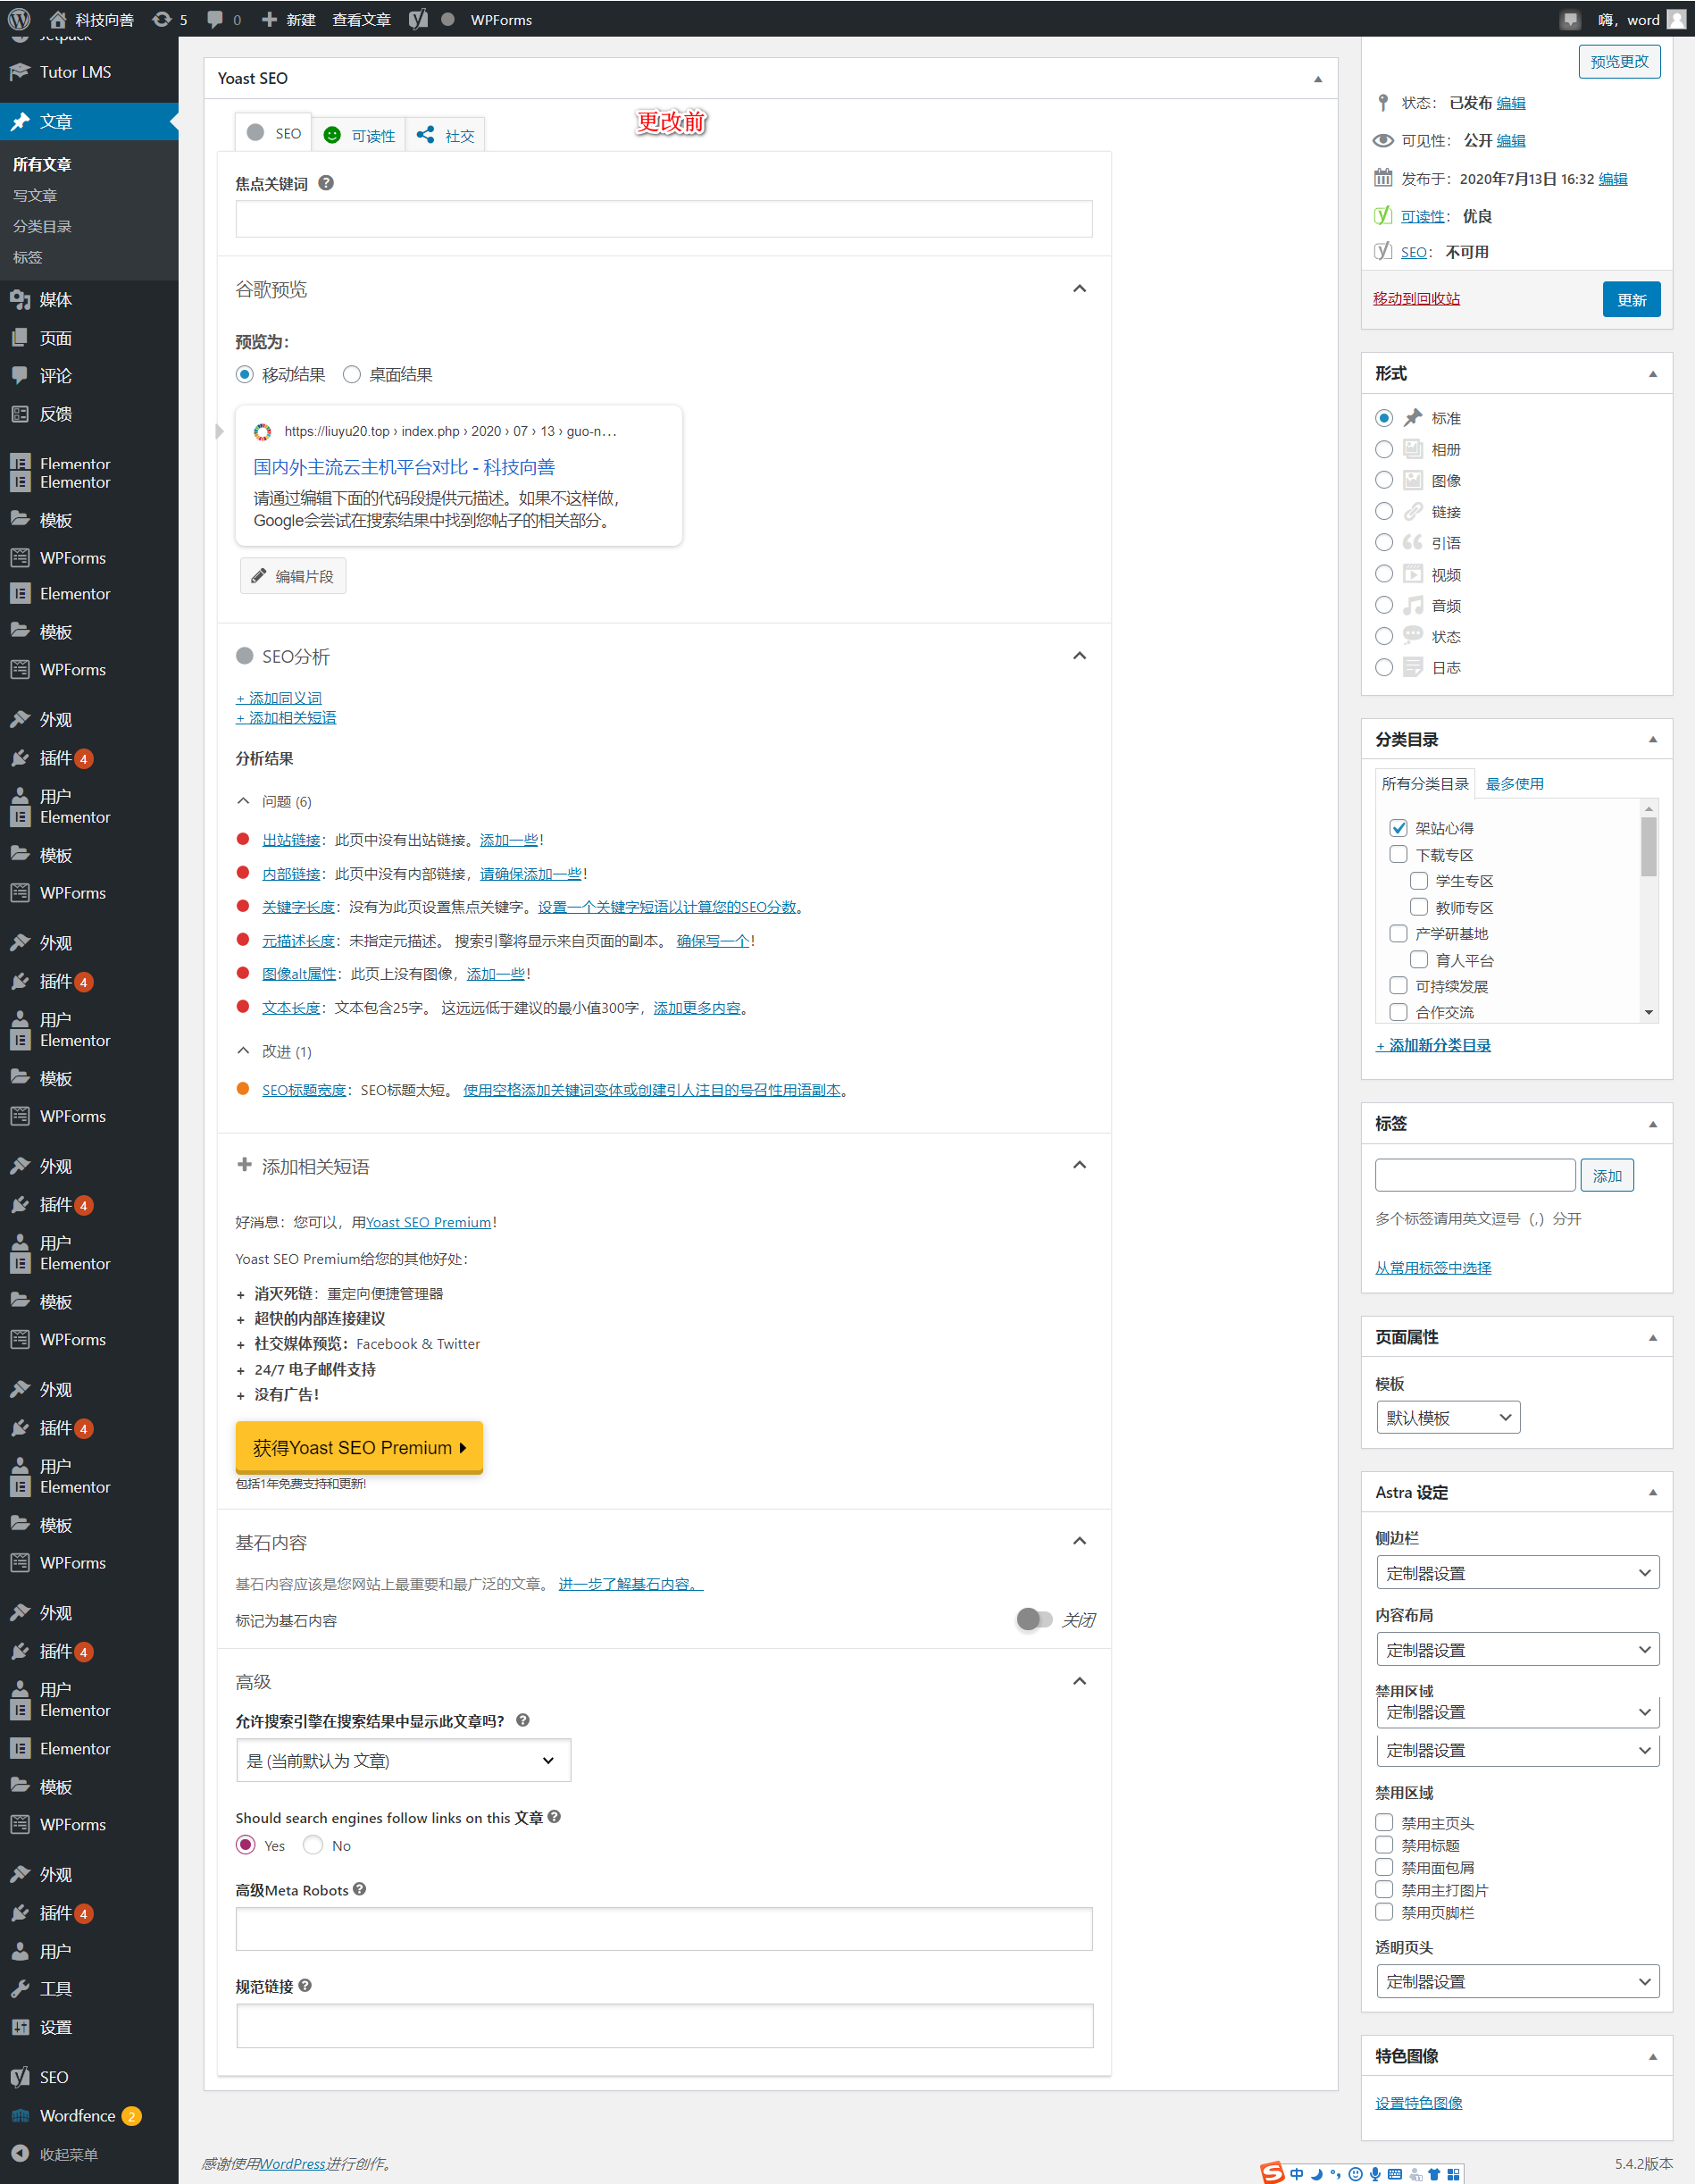 科技向善 5 0 新建 查看文章 WPForms 嗨，word
Jetpack
Tutor LMS
文章
所有文章
写文章
分类目录
标签
媒体
页面
评论
反馈
Elementor
Elementor
模板
WPForms
Elementor
模板
WPForms
外观
插件 4
用户
Elementor
模板
WPForms
外观
插件 4
用户
Elementor
模板
WPForms
外观
插件 4
用户
Elementor
模板
WPForms
外观
插件 4
用户
Elementor
模板
WPForms
外观
插件 4
用户
Elementor
Elementor
模板
WPForms
外观
插件 4
用户
工具
设置
SEO
Wordfence 2
收起菜单
Yoast SEO
更改前
SEO 可读性 社交
焦点关键词
谷歌预览
预览为：
移动结果 桌面结果
https://liuyu20.top › index.php › 2020 › 07 › 13 › guo-n…
国内外主流云主机平台对比 - 科技向善
请通过编辑下面的代码段提供元描述。如果不这样做，
Google会尝试在搜索结果中找到您帖子的相关部分。
编辑片段
SEO分析
+ 添加同义词
+ 添加相关短语
分析结果
问题 (6)
出站链接：此页中没有出站链接。添加一些！
内部链接：此页中没有内部链接，请确保添加一些！
关键字长度：没有为此页设置焦点关键字。设置一个关键字短语以计算您的SEO分数。
元描述长度：未指定元描述。 搜索引擎将显示来自页面的副本。 确保写一个！
图像alt属性：此页上没有图像，添加一些！
文本长度：文本包含25字。 这远远低于建议的最小值300字，添加更多内容。
改进 (1)
SEO标题宽度：SEO标题太短。 使用空格添加关键词变体或创建引人注目的号召性用语副本。
添加相关短语
好消息：您可以，用Yoast SEO Premium！
Yoast SEO Premium给您的其他好处：
+ 消灭死链：重定向便捷管理器
+ 超快的内部连接建议
+ 社交媒体预览：Facebook & Twitter
+ 24/7 电子邮件支持
+ 没有广告！
获得Yoast SEO Premium
包括1年免费支持和更新!
基石内容
基石内容应该是您网站上最重要和最广泛的文章。 进一步了解基石内容。
标记为基石内容 关闭
高级
允许搜索引擎在搜索结果中显示此文章吗?
是 (当前默认为 文章)
Should search engines follow links on this 文章
Yes No
高级Meta Robots
规范链接
感谢使用WordPress进行创作。
预览更改
状态： 已发布 编辑
可见性： 公开 编辑
发布于：2020年7月13日 16:32 编辑
可读性： 优良
SEO： 不可用
移动到回收站 更新
形式
标准
相册
图像
链接
引语
视频
音频
状态
日志
分类目录
所有分类目录 最多使用
架站心得
下载专区
学生专区
教师专区
产学研基地
育人平台
可持续发展
合作交流
+ 添加新分类目录
标签
添加
多个标签请用英文逗号（,）分开
从常用标签中选择
页面属性
模板
默认模板
Astra 设定
侧边栏
定制器设置
内容布局
定制器设置
禁用区域
定制器设置
定制器设置
禁用区域
禁用主页头
禁用标题
禁用面包屑
禁用主打图片
禁用页脚栏
透明页头
定制器设置
特色图像
设置特色图像
中
5.4.2版本